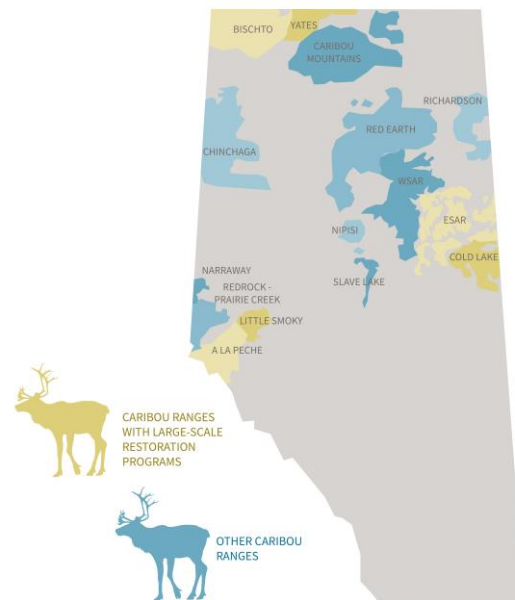 BISCHTO
YATES
CARIBOU
MOUNTAINS
RICHARDSON
RED EARTH
CHINCHAGA
WSAR
ESAR
NIPISI
COLD LAKE
NARRAWAY
SLAVE LAKE
REDROCK -
PRAIRIE CREEK
LITTLE SMOKY
A LA PECHE
CARIBOU RANGES
WITH LARGE-SCALE
RESTORATION
PROGRAMS
OTHER CARIBOU
RANGES